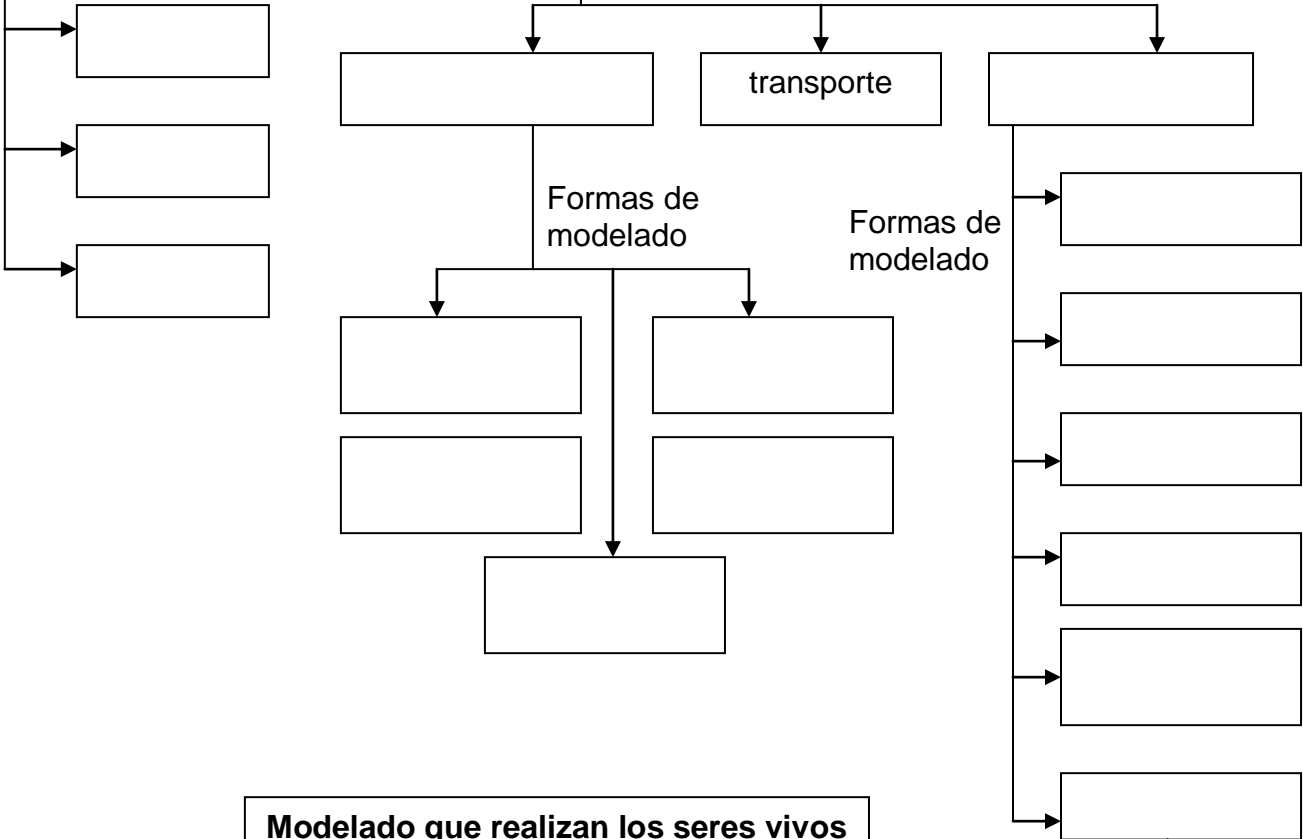 transporte
Formas de
modelado
Formas de
modelado
Modelado que realizan los seres vivos